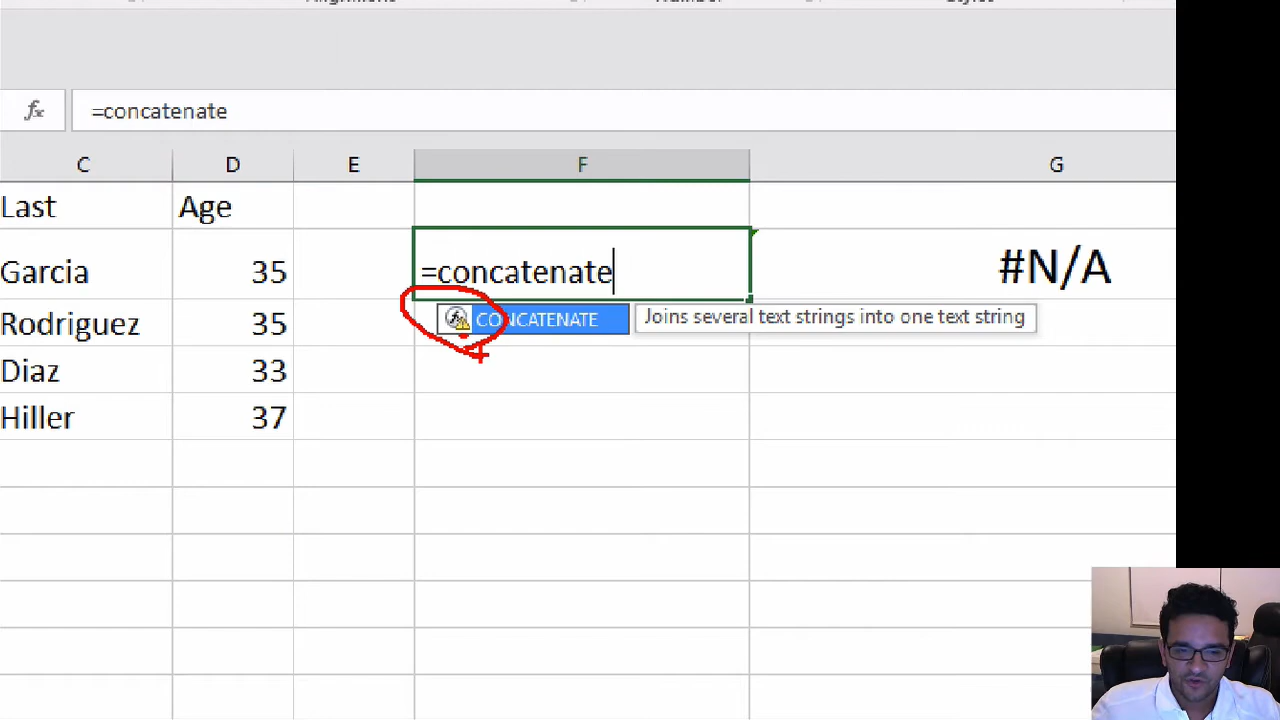 fx =concatenate
C D E F G
Last Age
Garcia 35 =concatenate #N/A
Rodriguez 35 CONCATENATE Joins several text strings into one text string
Diaz 33
Hiller 37